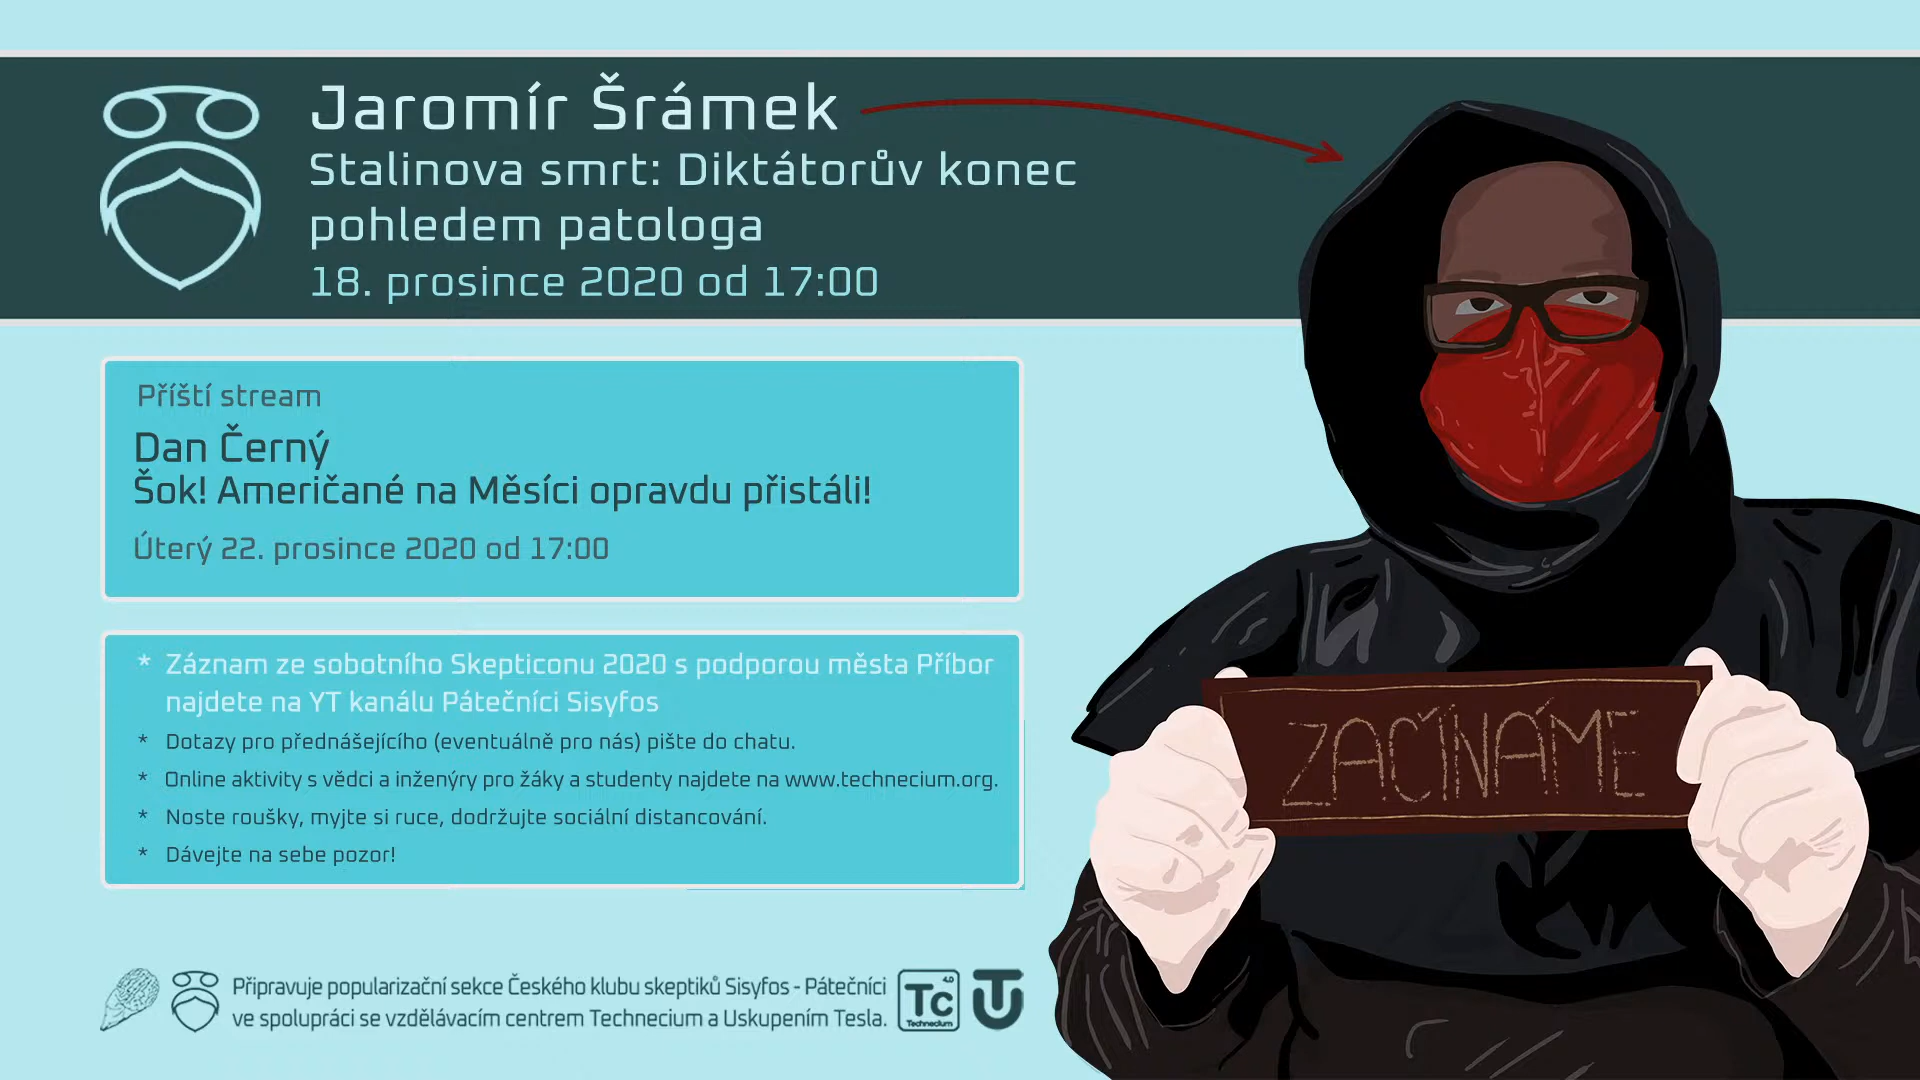 Jaromír Šrámek
Stalinova smrt: Diktátorův konec
pohledem patologa
18. prosince 2020 od 17:00
Příští stream
Dan Černý
Šok! Američané na Měsíci opravdu přistáli!
Úterý 22. prosince 2020 od 17:00
* Záznam ze sobotního Skepticonu 2020 s podporou města Příbor
najdete na YT kanálu Pátečníci Sisyfos
* Dotazy pro přednášejícího (eventuálně pro nás) pište do chatu.
* Online aktivity s vědci a inženýry pro žáky a studenty najdete na www.technecium.org.
* Noste roušky, myjte si ruce, dodržujte sociální distancování.
* Dávejte na sebe pozor!
ZAČÍNÁME
Připravuje popularizační sekce Českého klubu skeptiků Sisyfos - Pátečníci
ve spolupráci se vzdělávacím centrem Technecium a Uskupením Tesla.
4.0
Tc
Technecium